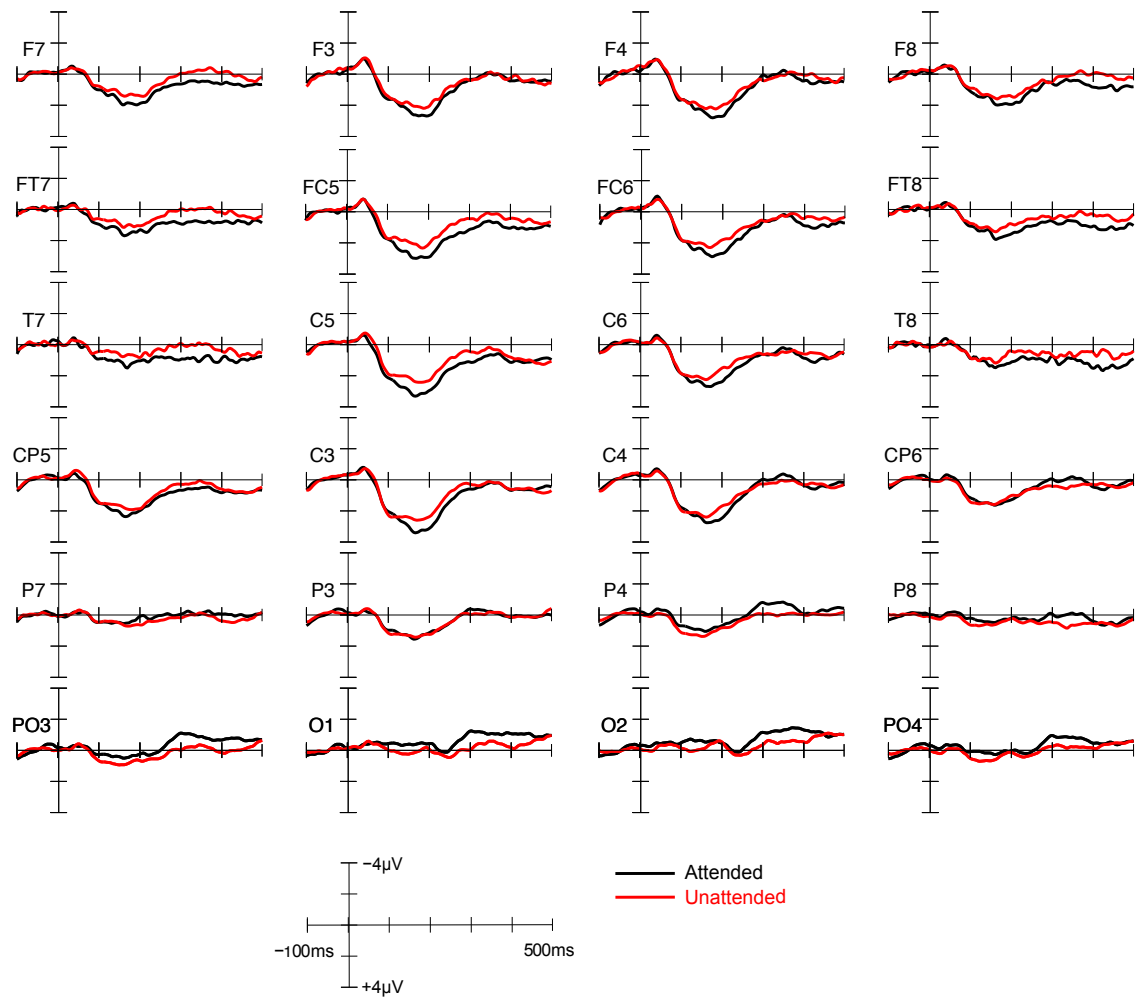 F7 F3 F4 F8
FT7 FC5 FC6 FT8
T7 C5 C6 T8
CP5 C3 C4 CP6
P7 P3 P4 P8
PO3 O1 O2 PO4
−4µV
−100ms 500ms
+4µV
Attended
Unattended